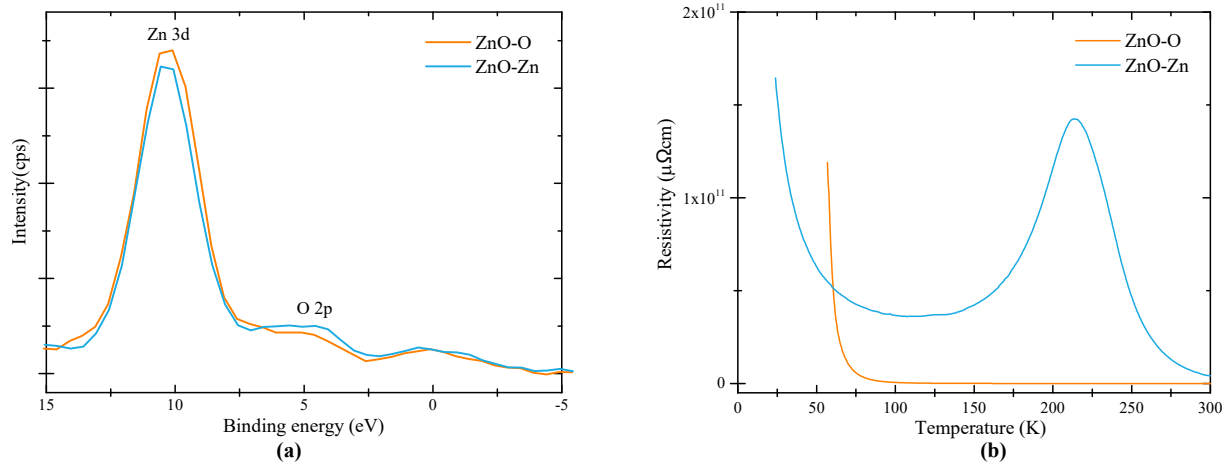 Zn 3d
ZnO-O
ZnO-Zn
O 2p
Intensity(cps)
15
10
5
0
-5
Binding energy (eV)
(a)
2x10¹¹
1x10¹¹
0
ZnO-O
ZnO-Zn
Resistivity (μΩcm)
0
50
100
150
200
250
300
Temperature (K)
(b)